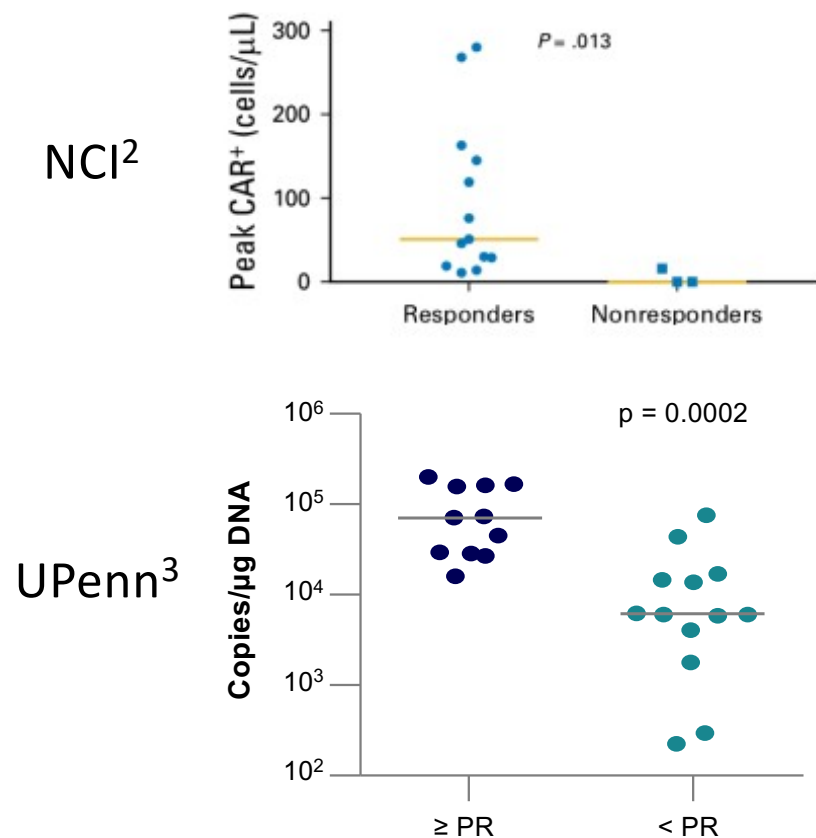 NCI²
Peak CAR⁺ (cells/μL)
300
200
100
0
P = .013
Responders
Nonresponders
UPenn³
Copies/μg DNA
10⁶
10⁵
10⁴
10³
10²
p = 0.0002
≥ PR
< PR